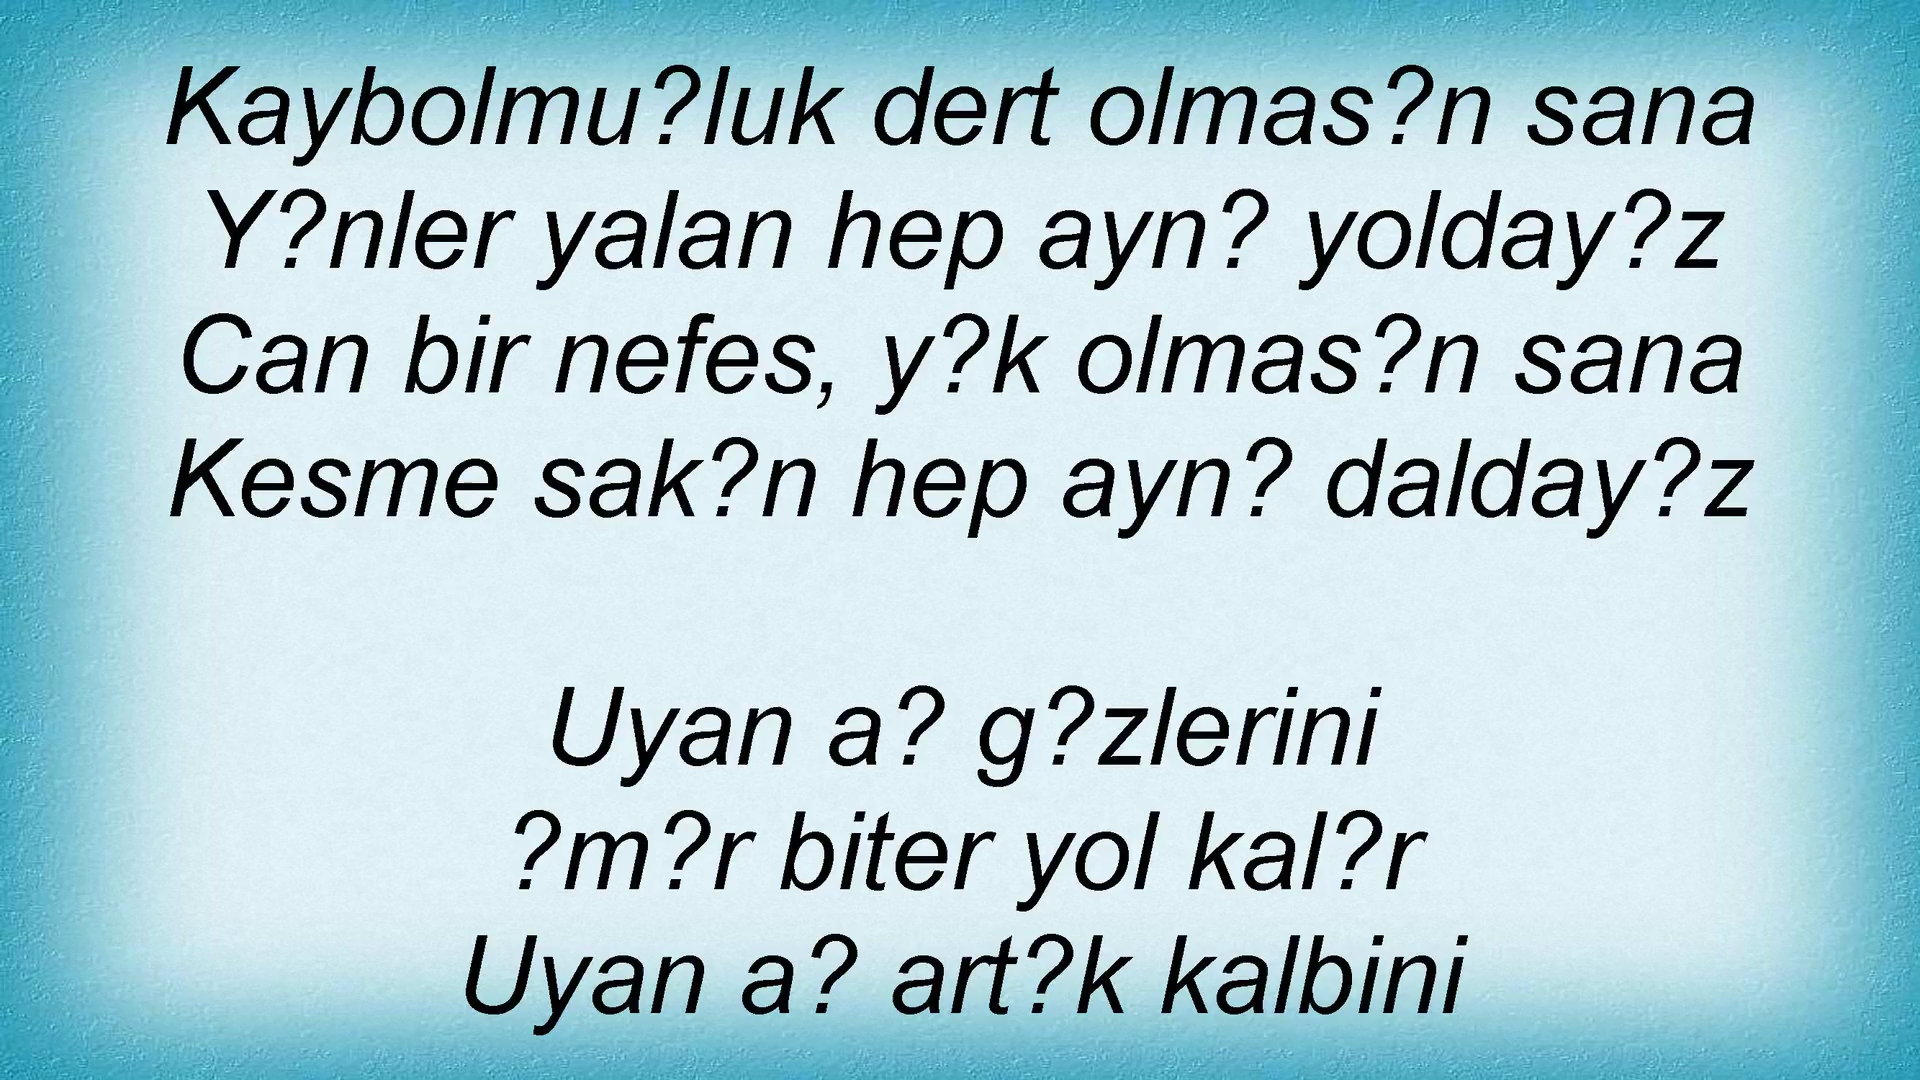 Kaybolmu?luk dert olmas?n sana
Y?nler yalan hep ayn? yolday?z
Can bir nefes, y?k olmas?n sana
Kesme sak?n hep ayn? dalday?z
Uyan a? g?zlerini
?m?r biter yol kal?r
Uyan a? art?k kalbini